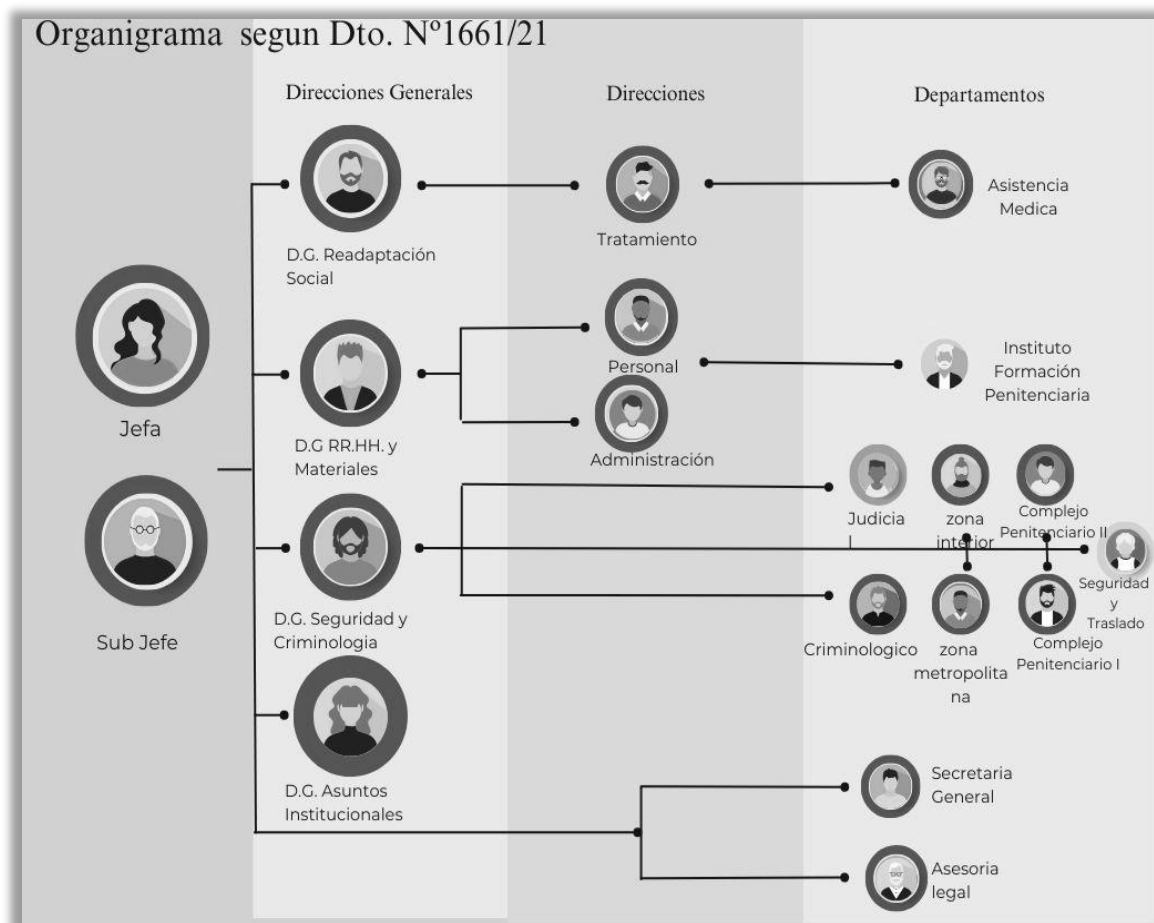 Organigrama segun Dto. Nº1661/21
Direcciones Generales
Direcciones
Departamentos
D.G. Readaptación
Social
Tratamiento
Asistencia
Medica
Jefa
D.G RR.HH. y
Materiales
Personal
Administración
Instituto
Formación
Penitenciaria
Sub Jefe
D.G. Seguridad y
Criminologia
Judicia
l
zona
interior
Complejo
Penitenciario II
Seguridad
y
Traslado
Criminologico
zona
metropolita
na
Complejo
Penitenciario I
D.G. Asuntos
Institucionales
Secretaria
General
Asesoria
legal